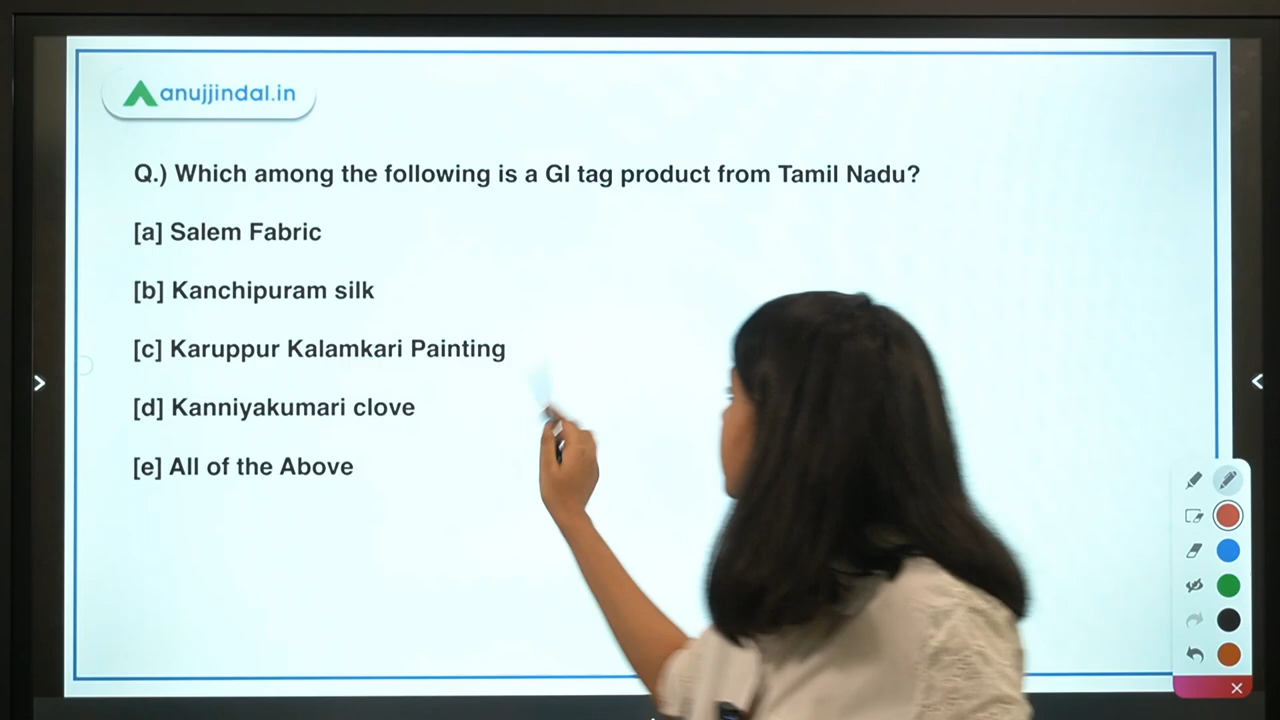 anujjindal.in
Q.) Which among the following is a GI tag product from Tamil Nadu?
[a] Salem Fabric
[b] Kanchipuram silk
[c] Karuppur Kalamkari Painting
[d] Kanniyakumari clove
[e] All of the Above